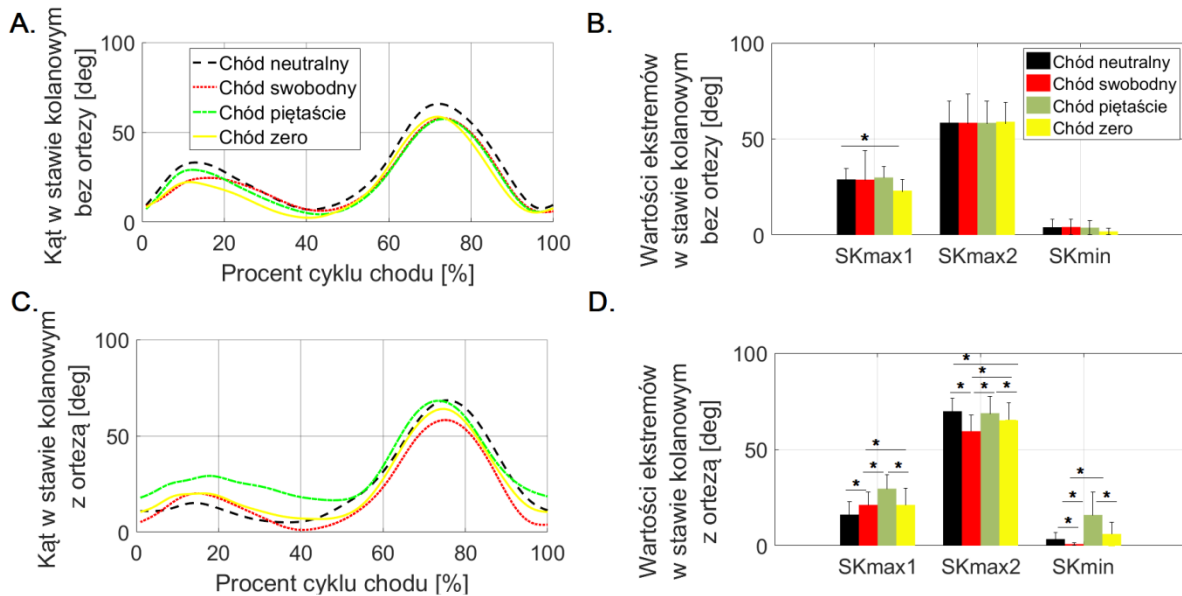 A.
Kąt w stawie kolanowym
bez ortezy [deg]
100
50
0
Chód neutralny
Chód swobodny
Chód piętaście
Chód zero
0 20 40 60 80 100
Procent cyklu chodu [%]
B.
Wartości ekstremów
w stawie kolanowym
bez ortezy [deg]
100
50
0
Chód neutralny
Chód swobodny
Chód piętaście
Chód zero
*
SKmax1 SKmax2 SKmin
C.
Kąt w stawie kolanowym
z ortezą [deg]
100
50
0
0 20 40 60 80 100
Procent cyklu chodu [%]
D.
Wartości ekstremów
w stawie kolanowym
z ortezą [deg]
100
50
0
*
*
* * *
*
* * *
*
* *
*
SKmax1 SKmax2 SKmin